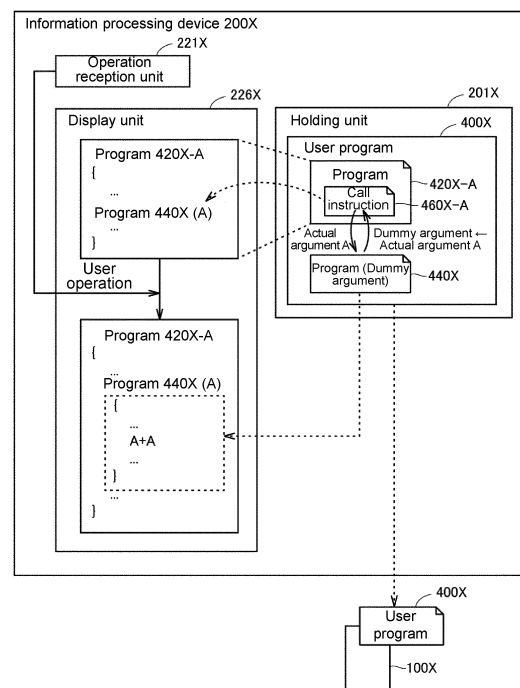 Information processing device 200X
221X
Operation
reception unit
226X
Display unit
Program 420X-A
{
...
Program 440X (A)
...
}
User
operation
Program 420X-A
{
...
Program 440X (A)
{
...
A+A
...
}
...
}
201X
Holding unit
400X
User program
Program
420X-A
Call
instruction
460X-A
Actual
argument A
Dummy argument ←
Actual argument A
Program (Dummy
argument)
440X
400X
User
program
100X